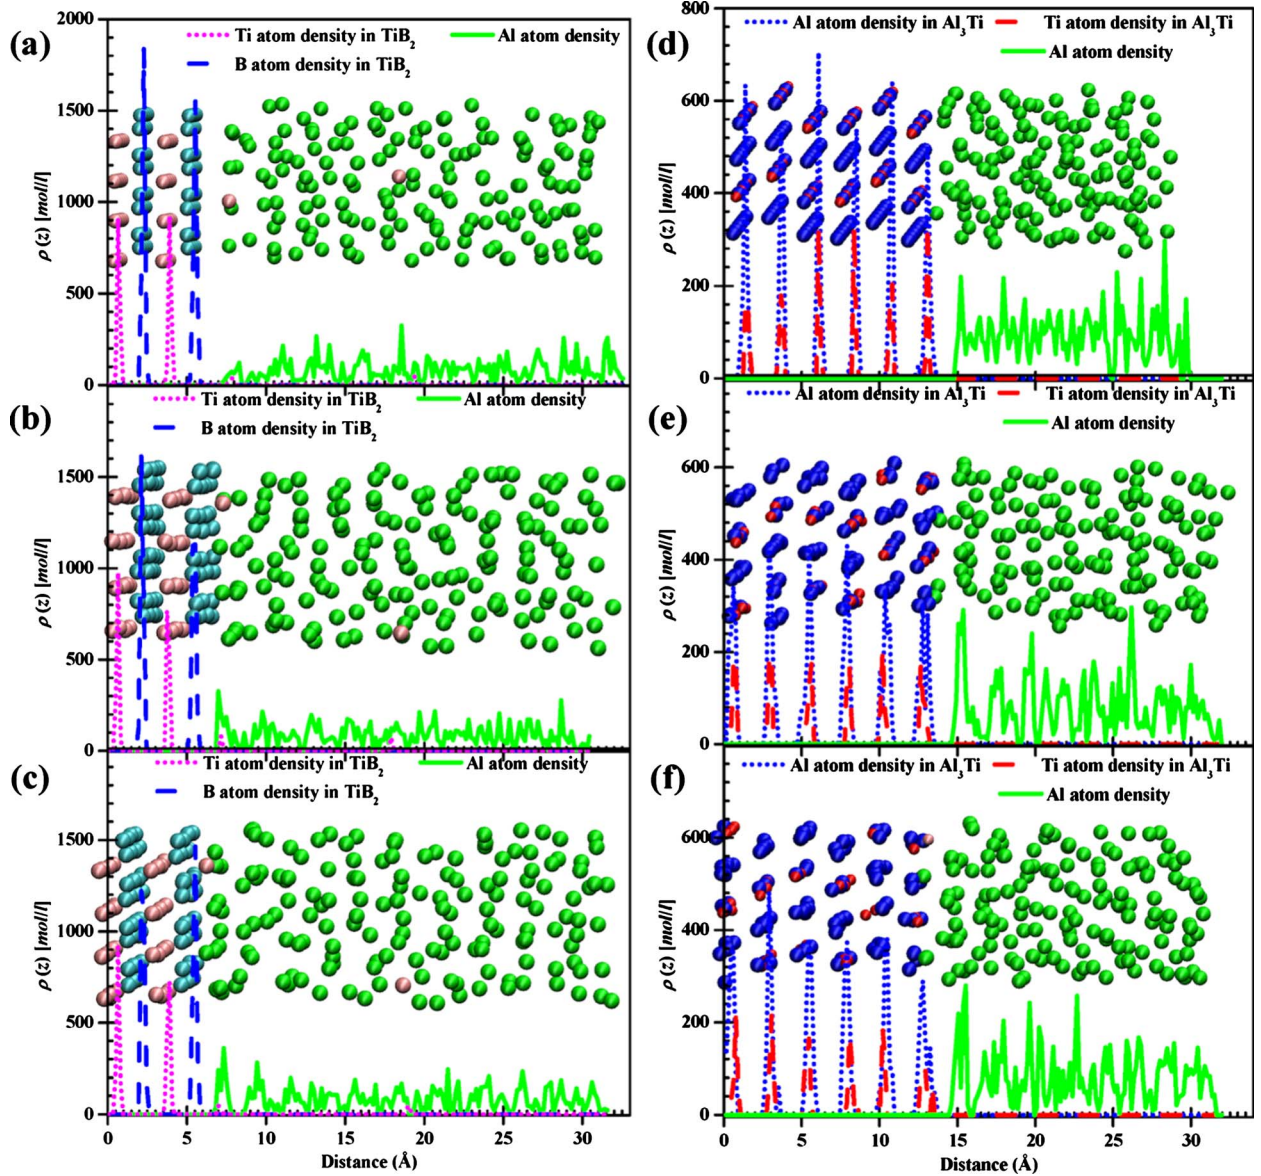 (a)
2000
1500
1000
500
0
ρ (z) [mol/l]
Ti atom density in TiB2
Al atom density
B atom density in TiB2
(d)
800
600
400
200
0
ρ (z) [mol/l]
Al atom density in Al3Ti
Ti atom density in Al3Ti
Al atom density
(b)
1500
1000
500
0
ρ (z) [mol/l]
Ti atom density in TiB2
Al atom density
B atom density in TiB2
(e)
600
400
200
0
ρ (z) [mol/l]
Al atom density in Al3Ti
Ti atom density in Al3Ti
Al atom density
(c)
1500
1000
500
0
ρ (z) [mol/l]
Ti atom density in TiB2
Al atom density
B atom density in TiB2
0 5 10 15 20 25 30
Distance (Å)
(f)
600
400
200
0
ρ (z) [mol/l]
Al atom density in Al3Ti
Ti atom density in Al3Ti
Al atom density
0 5 10 15 20 25 30
Distance (Å)